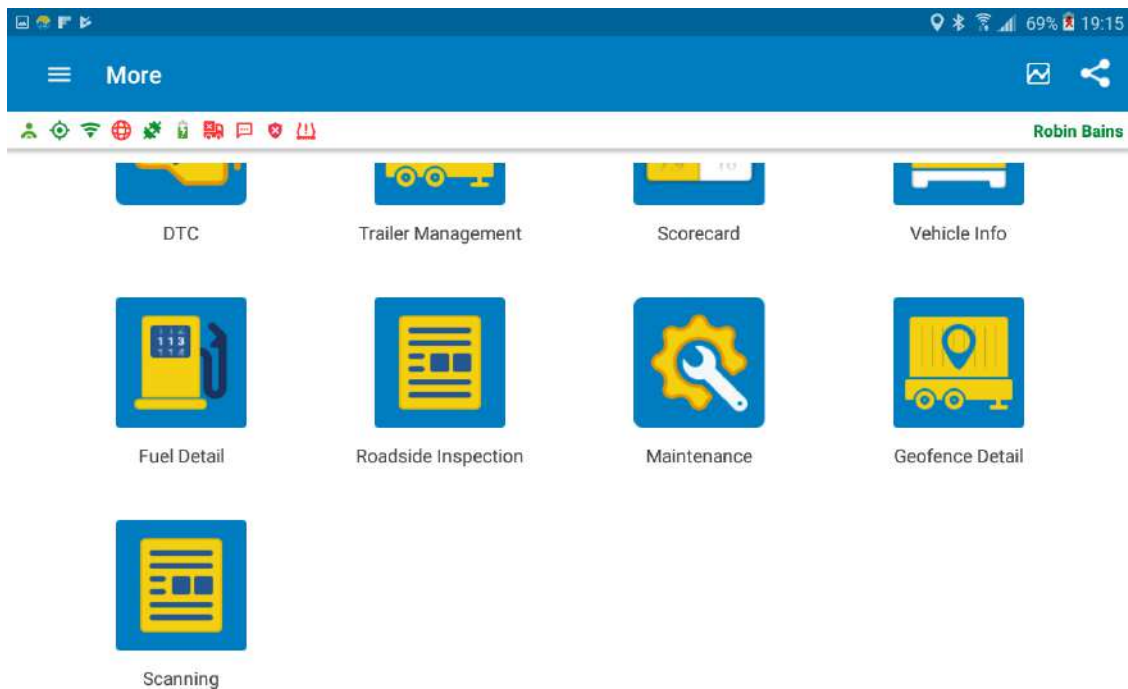 69% 19:15
More
Robin Bains
DTC
Trailer Management
Scorecard
Vehicle Info
113
Fuel Detail
Roadside Inspection
Maintenance
Geofence Detail
Scanning